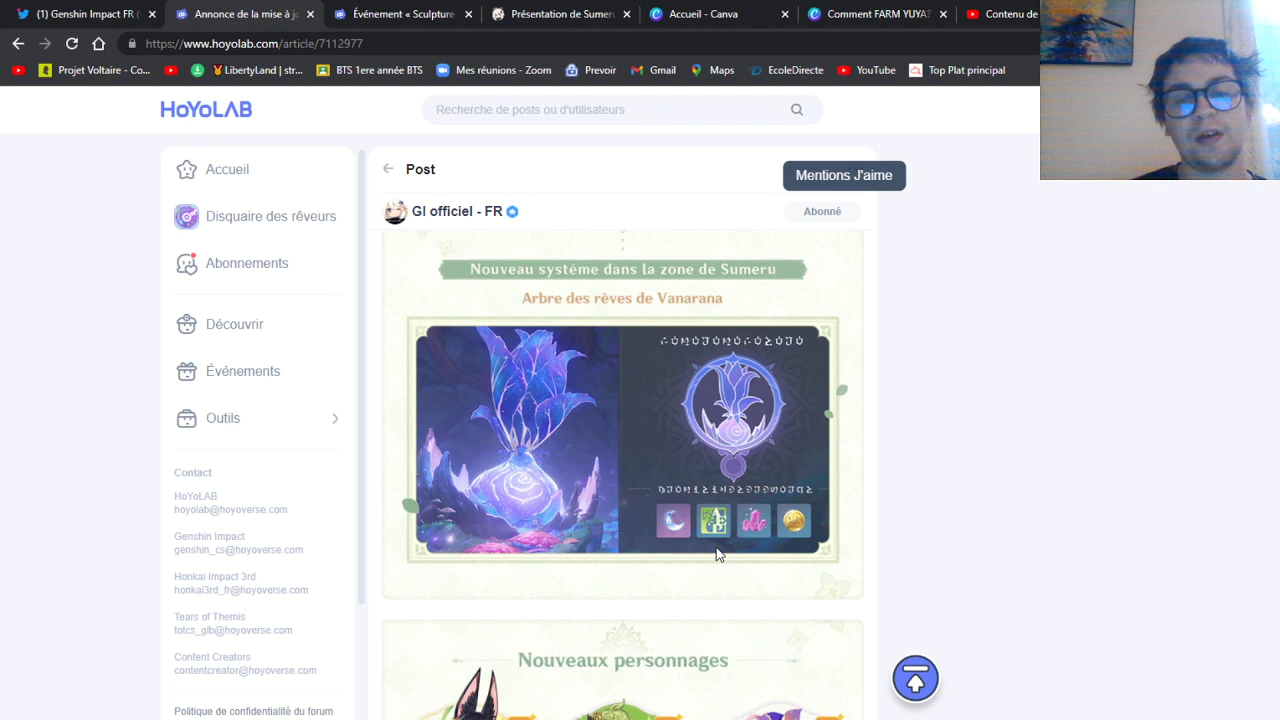 (1) Genshin Impact FR (
Annonce de la mise à jo
Événement « Sculpture
Présentation de Sumeru
Accueil - Canva
Comment FARM YUYA?
Contenu de
https://www.hoyolab.com/article/7112977
Projet Voltaire - Co...
LibertyLand | str...
BTS 1ere année BTS
Mes réunions - Zoom
Prevoir
Gmail
Maps
EcoleDirecte
YouTube
Top Plat principal
HoYoLAB
Recherche de posts ou d'utilisateurs
Accueil
Disquaire des rêveurs
Abonnements
Découvrir
Événements
Outils
Contact
HoYoLAB
hoyolab@hoyoverse.com
Genshin Impact
genshin_cs@hoyoverse.com
Honkai Impact 3rd
honkai3rd_fr@hoyoverse.com
Tears of Themis
totcs_glb@hoyoverse.com
Content Creators
contentcreator@hoyoverse.com
Politique de confidentialité du forum
Post
Mentions J'aime
GI officiel - FR
Abonné
Nouveau système dans la zone de Sumeru
Arbre des rêves de Vanarana
Nouveaux personnages